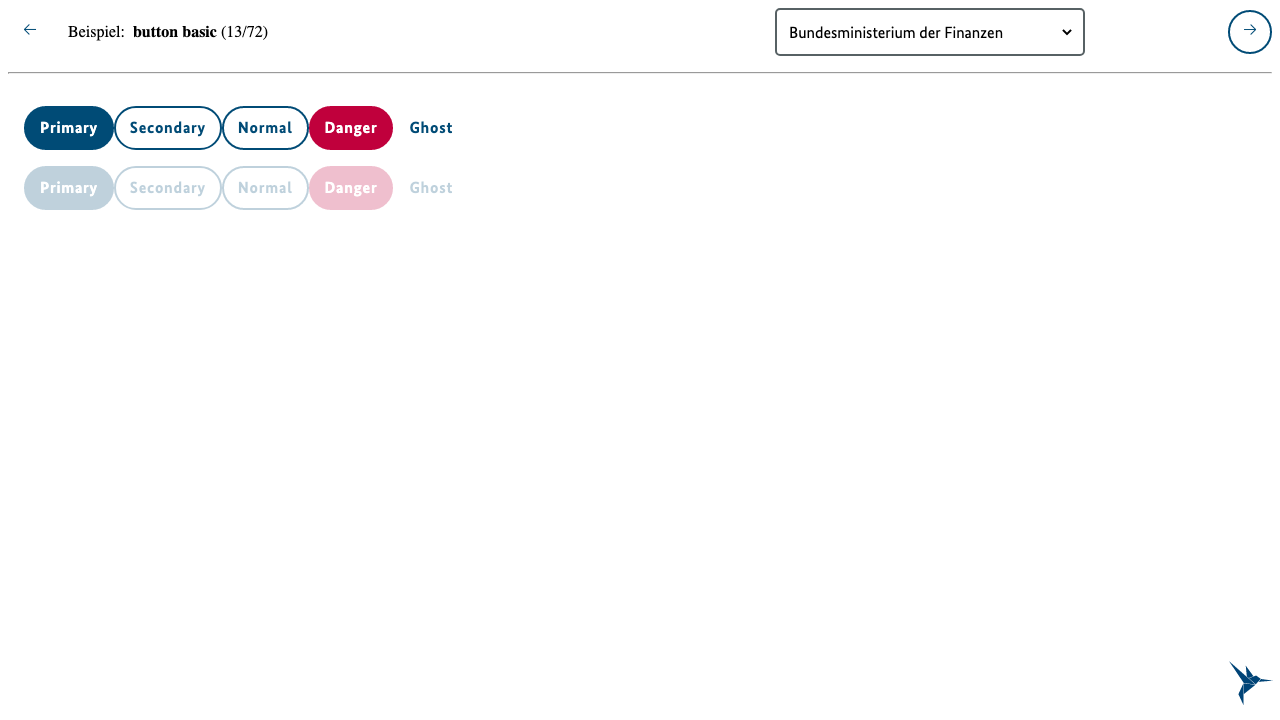 Beispiel: button basic (13/72)
Bundesministerium der Finanzen
Primary Secondary Normal Danger Ghost
Primary Secondary Normal Danger Ghost